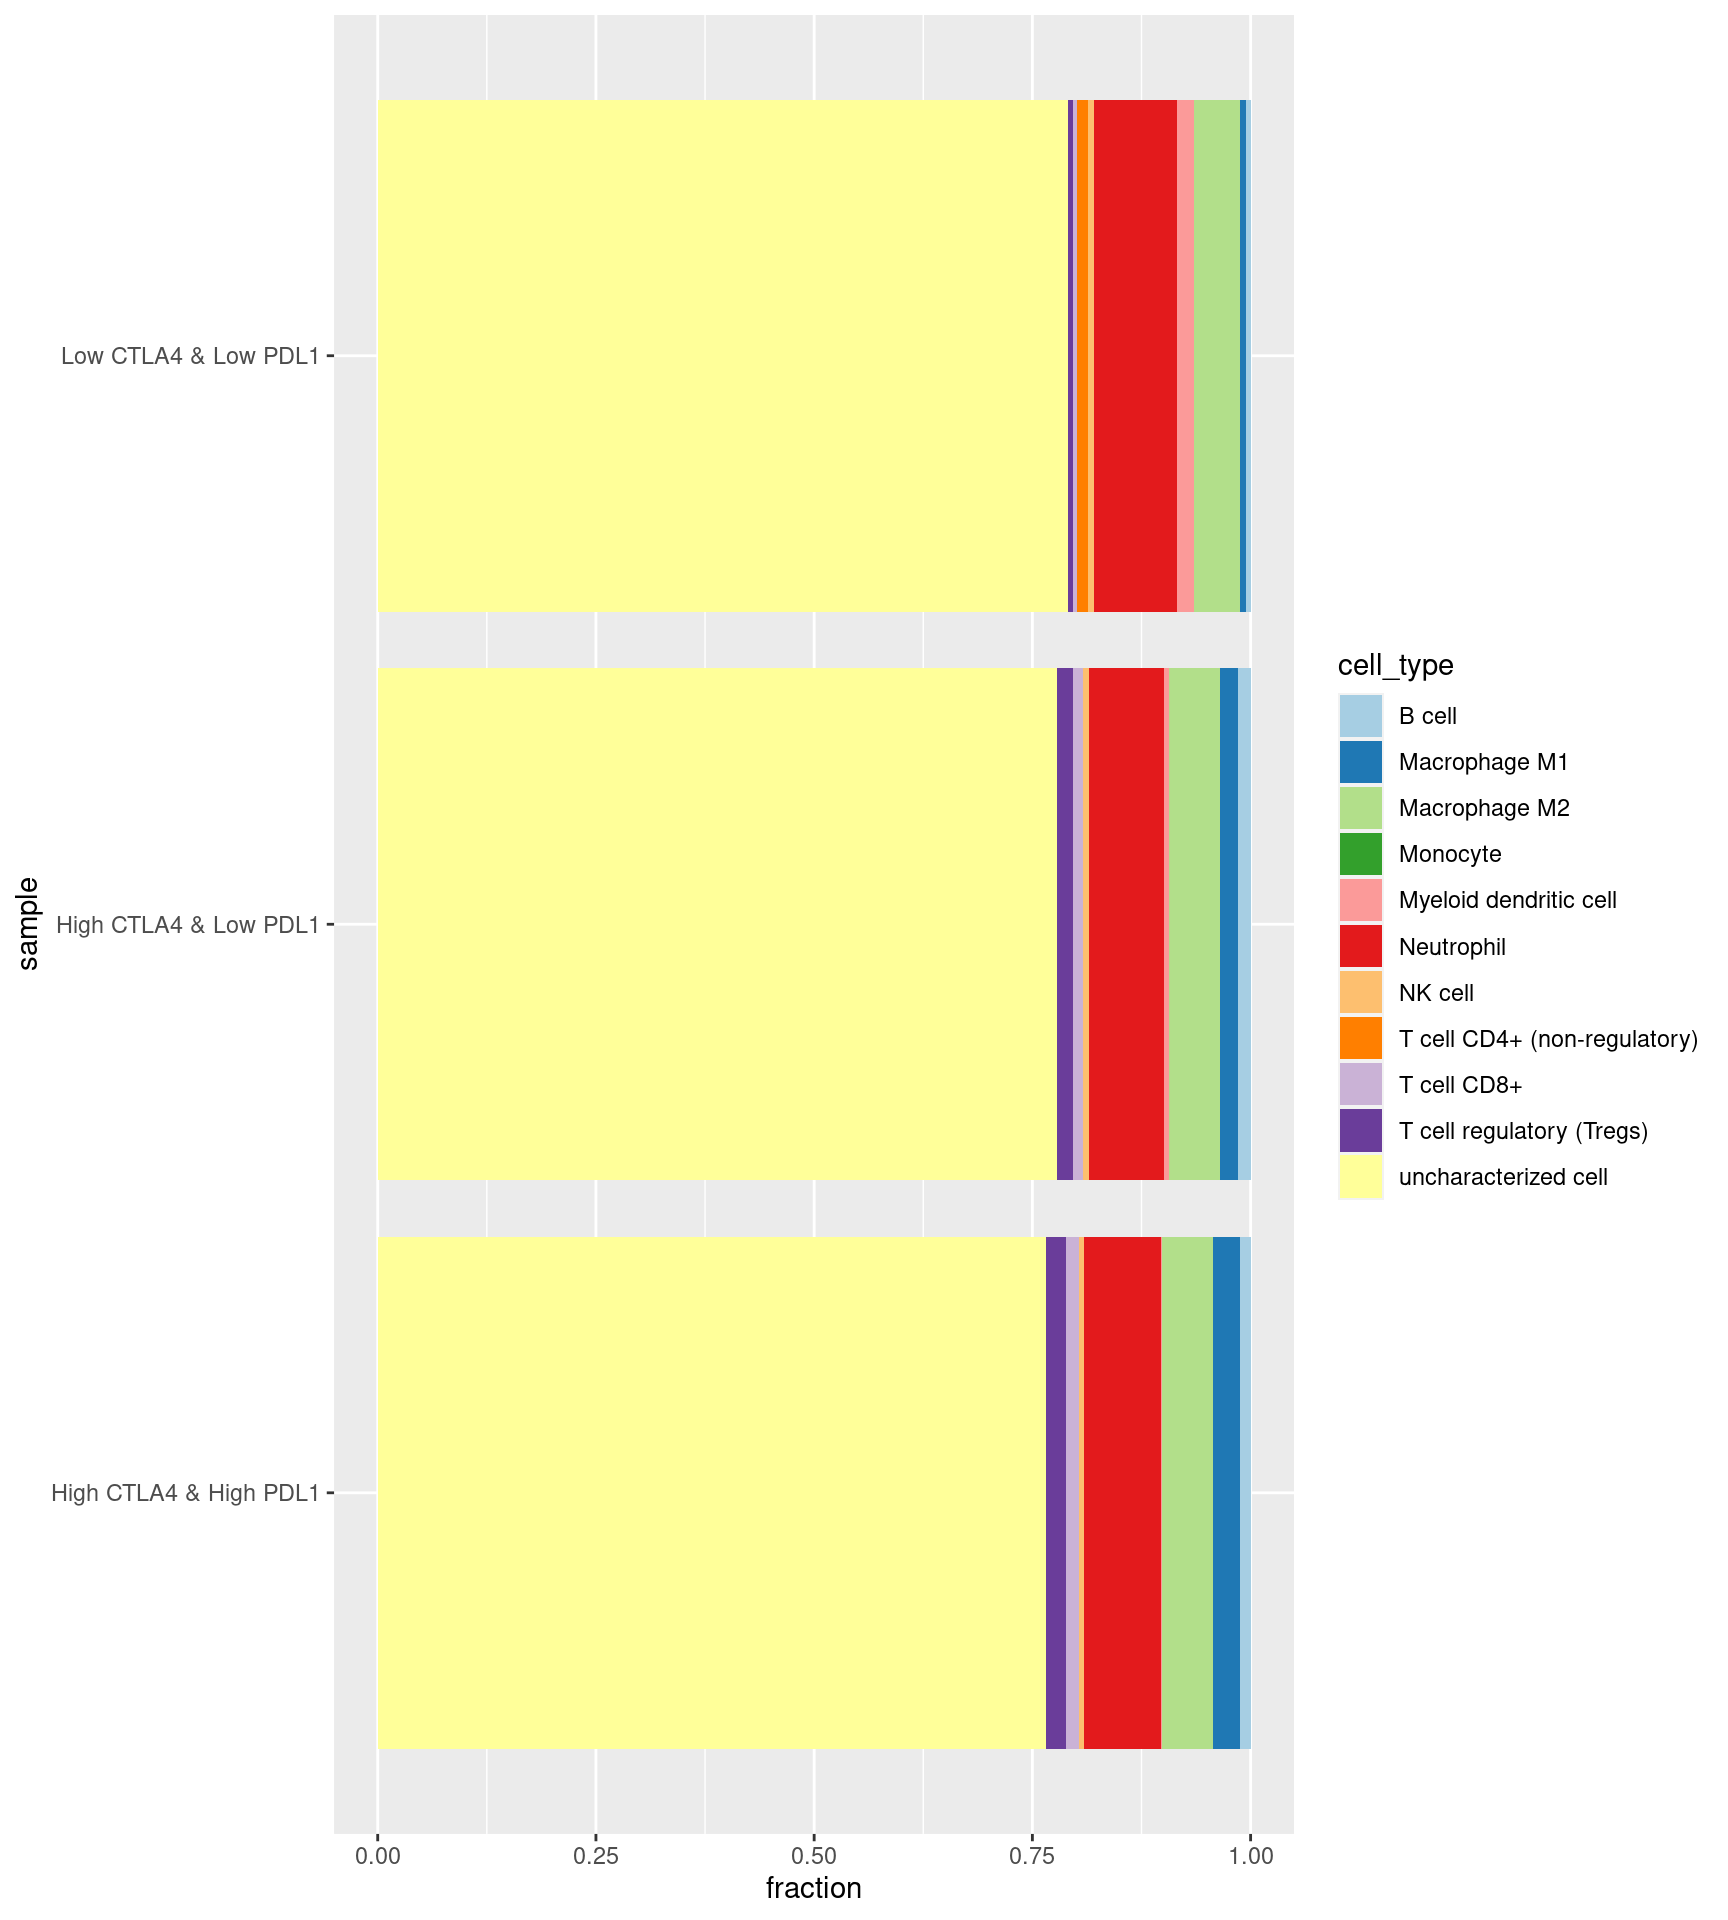 Low CTLA4 & Low PDL1
High CTLA4 & Low PDL1
High CTLA4 & High PDL1
sample
0.00 0.25 0.50 0.75 1.00
fraction
cell_type
B cell
Macrophage M1
Macrophage M2
Monocyte
Myeloid dendritic cell
Neutrophil
NK cell
T cell CD4+ (non-regulatory)
T cell CD8+
T cell regulatory (Tregs)
uncharacterized cell